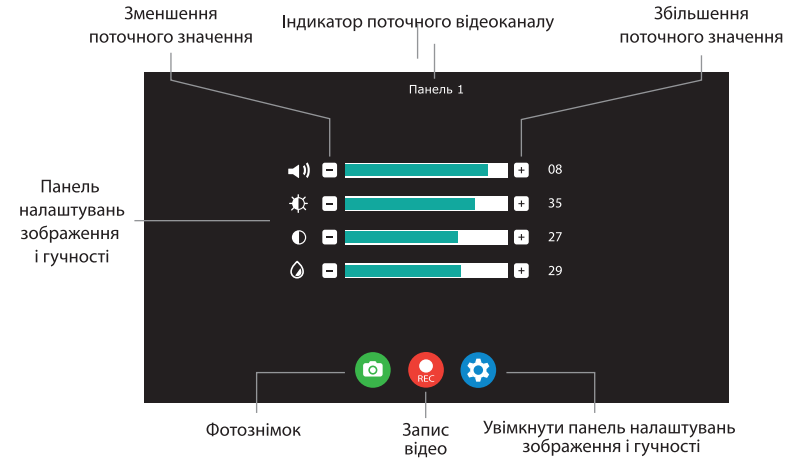 Зменшення
поточного значення
Індикатор поточного відеоканалу
Збільшення
поточного значення
Панель 1
08
35
27
29
Панель
налаштувань
зображення
і гучності
REC
Фотознімок
Запис
відео
Увімкнути панель налаштувань
зображення і гучності